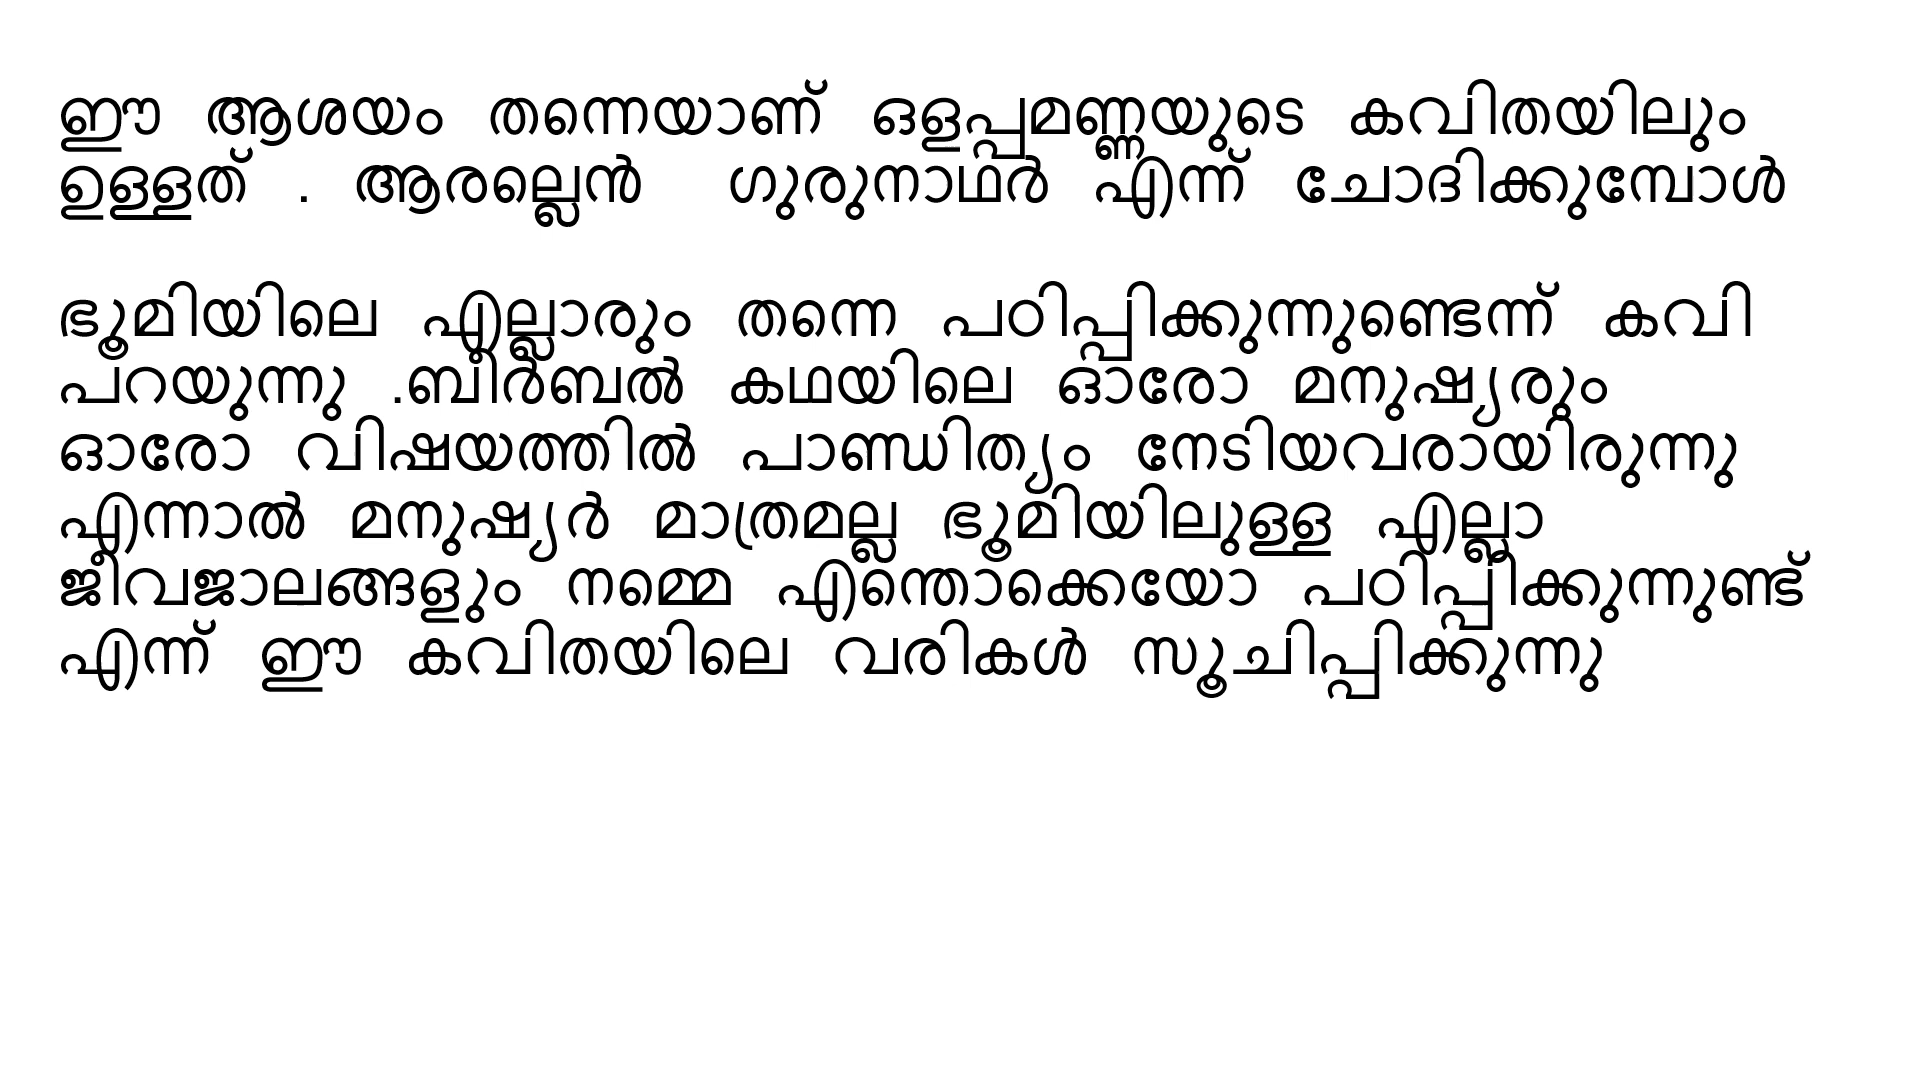 ഈ ആശയം തന്നെയാണ് ഒളപ്പമണ്ണയുടെ കവിതയിലും
ഉള്ളത് . ആരല്ലെൻ ഗുരുനാഥർ എന്ന് ചോദിക്കുമ്പോൾ
ഭൂമിയിലെ എല്ലാരും തന്നെ പഠിപ്പിക്കുന്നുണ്ടെന്ന് കവി
പറയുന്നു .ബീർബൽ കഥയിലെ ഓരോ മനുഷ്യരും
ഓരോ വിഷയത്തിൽ പാണ്ഡിത്യം നേടിയവരായിരുന്നു
എന്നാൽ മനുഷ്യർ മാത്രമല്ല ഭൂമിയിലുള്ള എല്ലാ
ജീവജാലങ്ങളും നമ്മെ എന്തൊക്കെയോ പഠിപ്പിക്കുന്നുണ്ട്
എന്ന് ഈ കവിതയിലെ വരികൾ സൂചിപ്പിക്കുന്നു